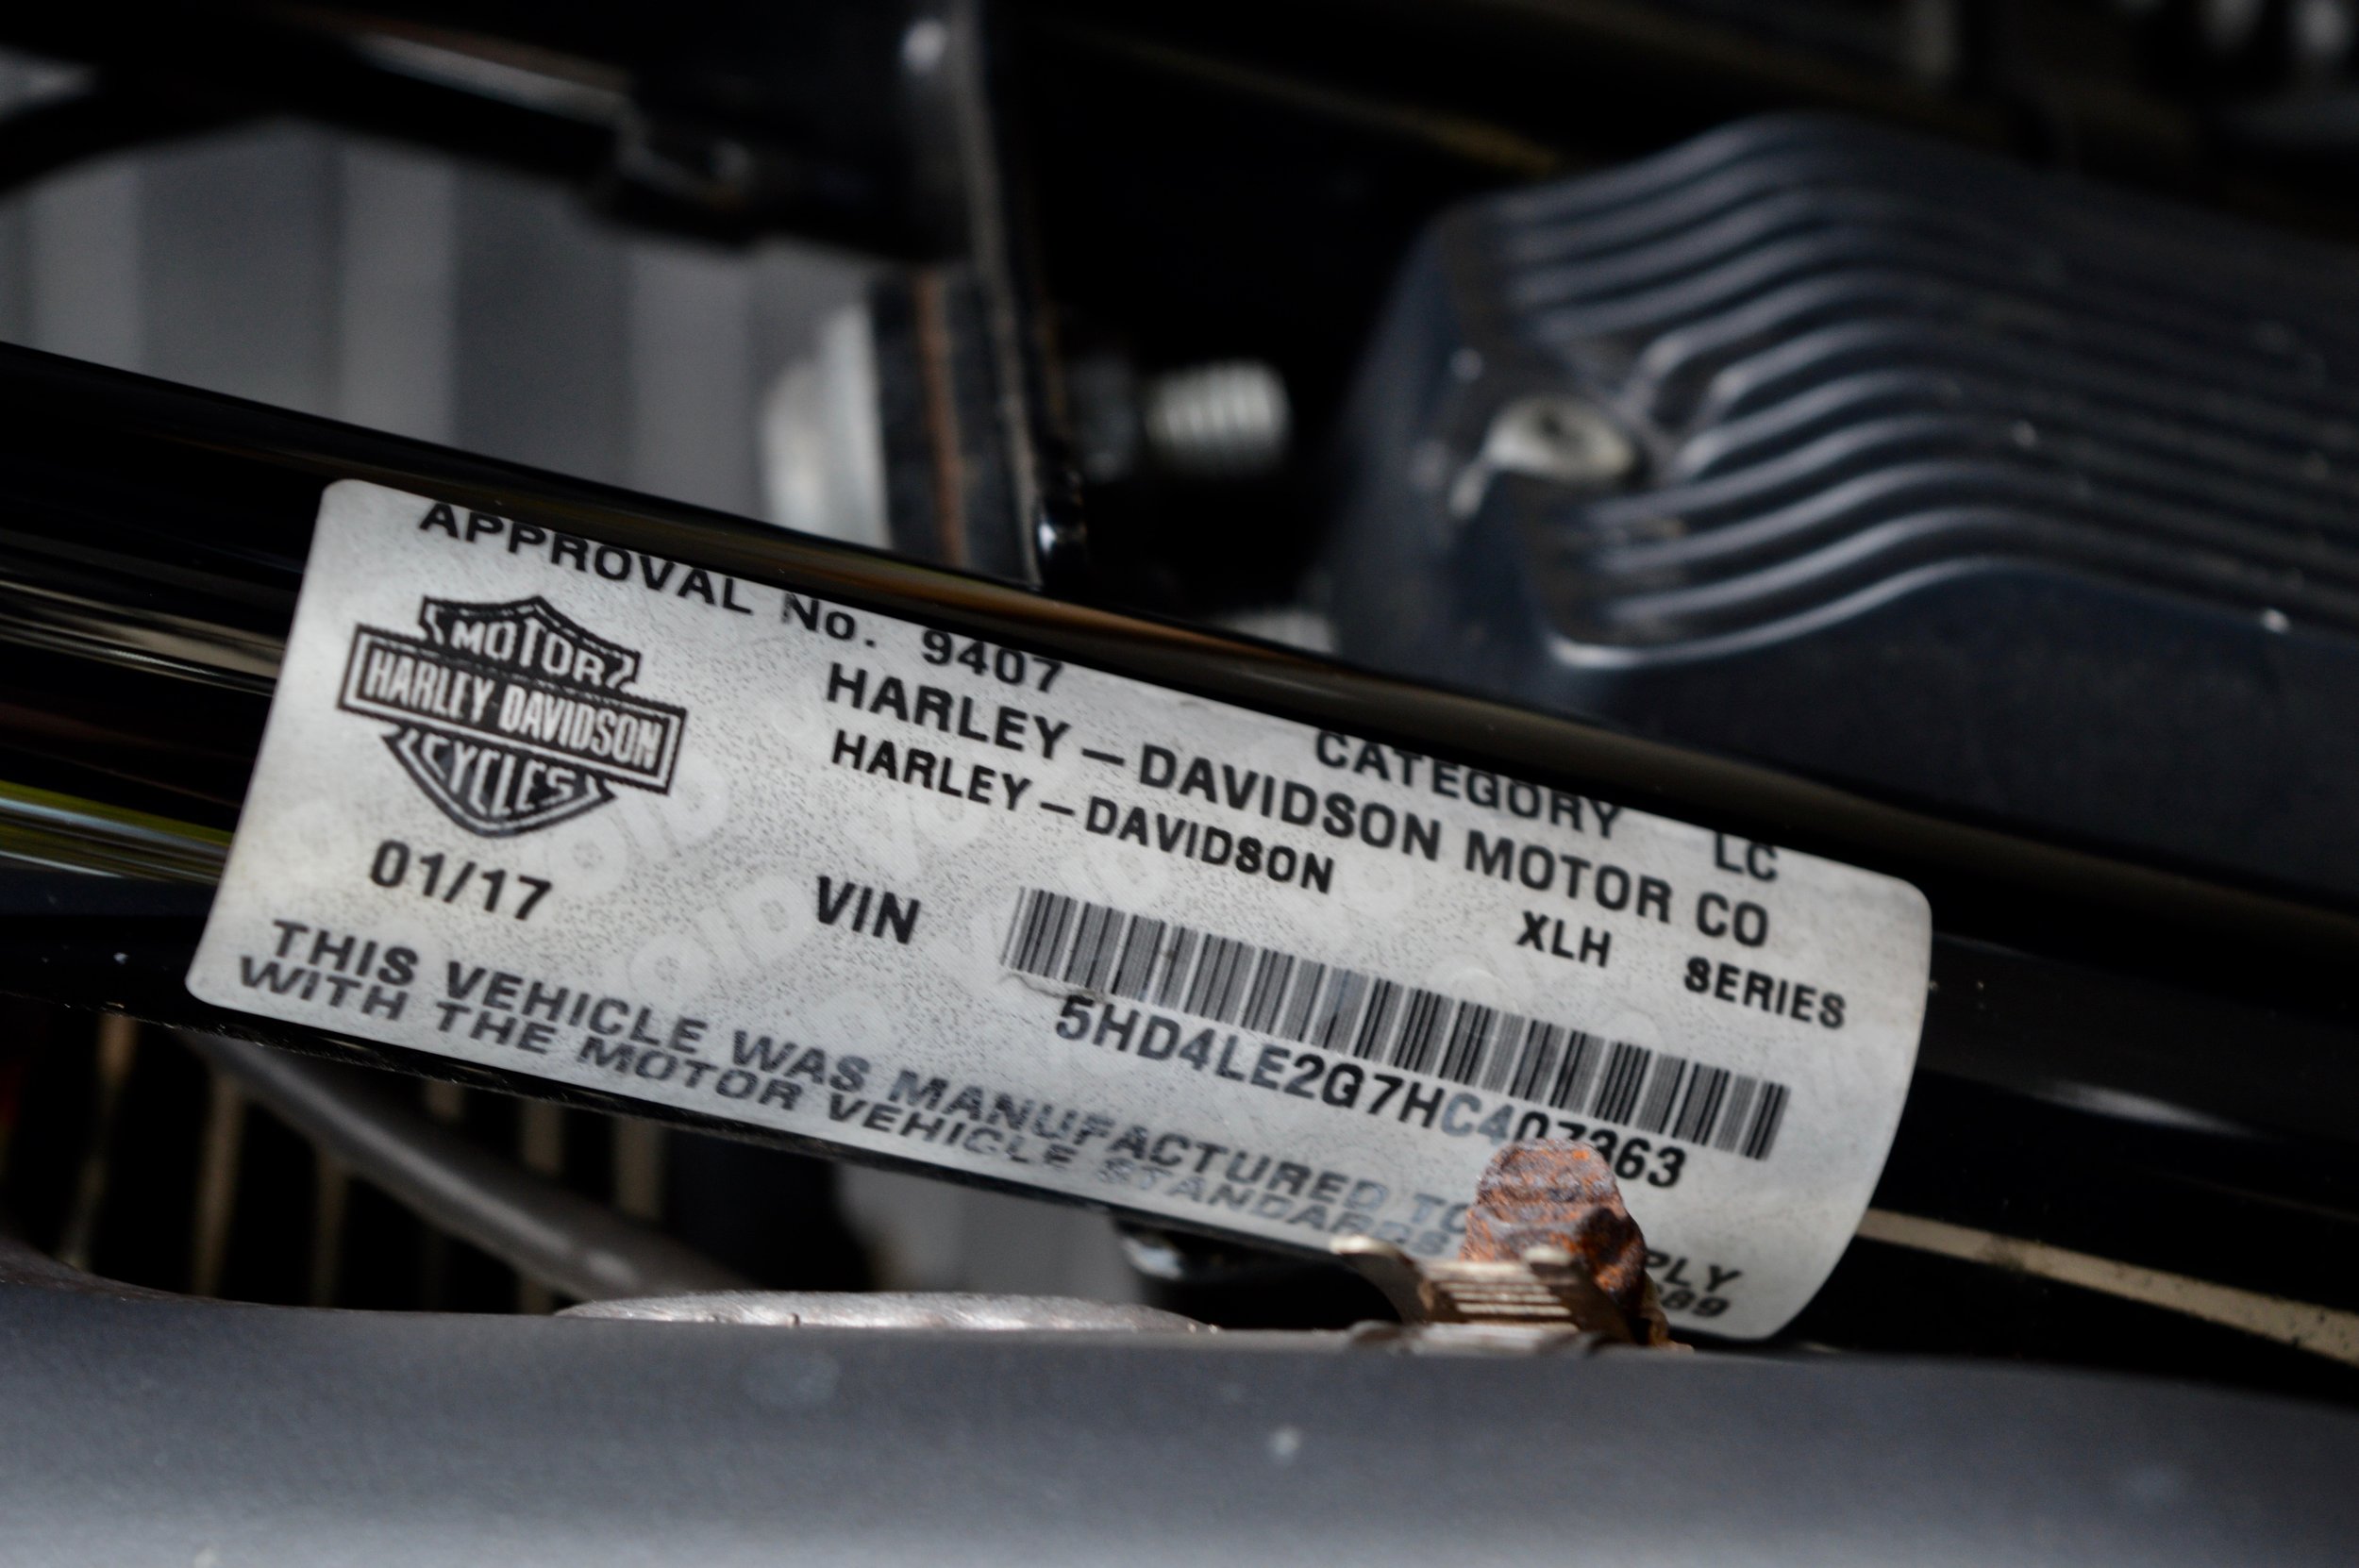 APPROVAL No. 9407 CATEGORY LC
MOTOR
HARLEY-DAVIDSON
CYCLES
HARLEY-DAVIDSON MOTOR CO
HARLEY-DAVIDSON XLH SERIES
01/17
VIN
THIS VEHICLE WAS MANUFACTURED TO
WITH THE MOTOR VEHICLE STANDARDS